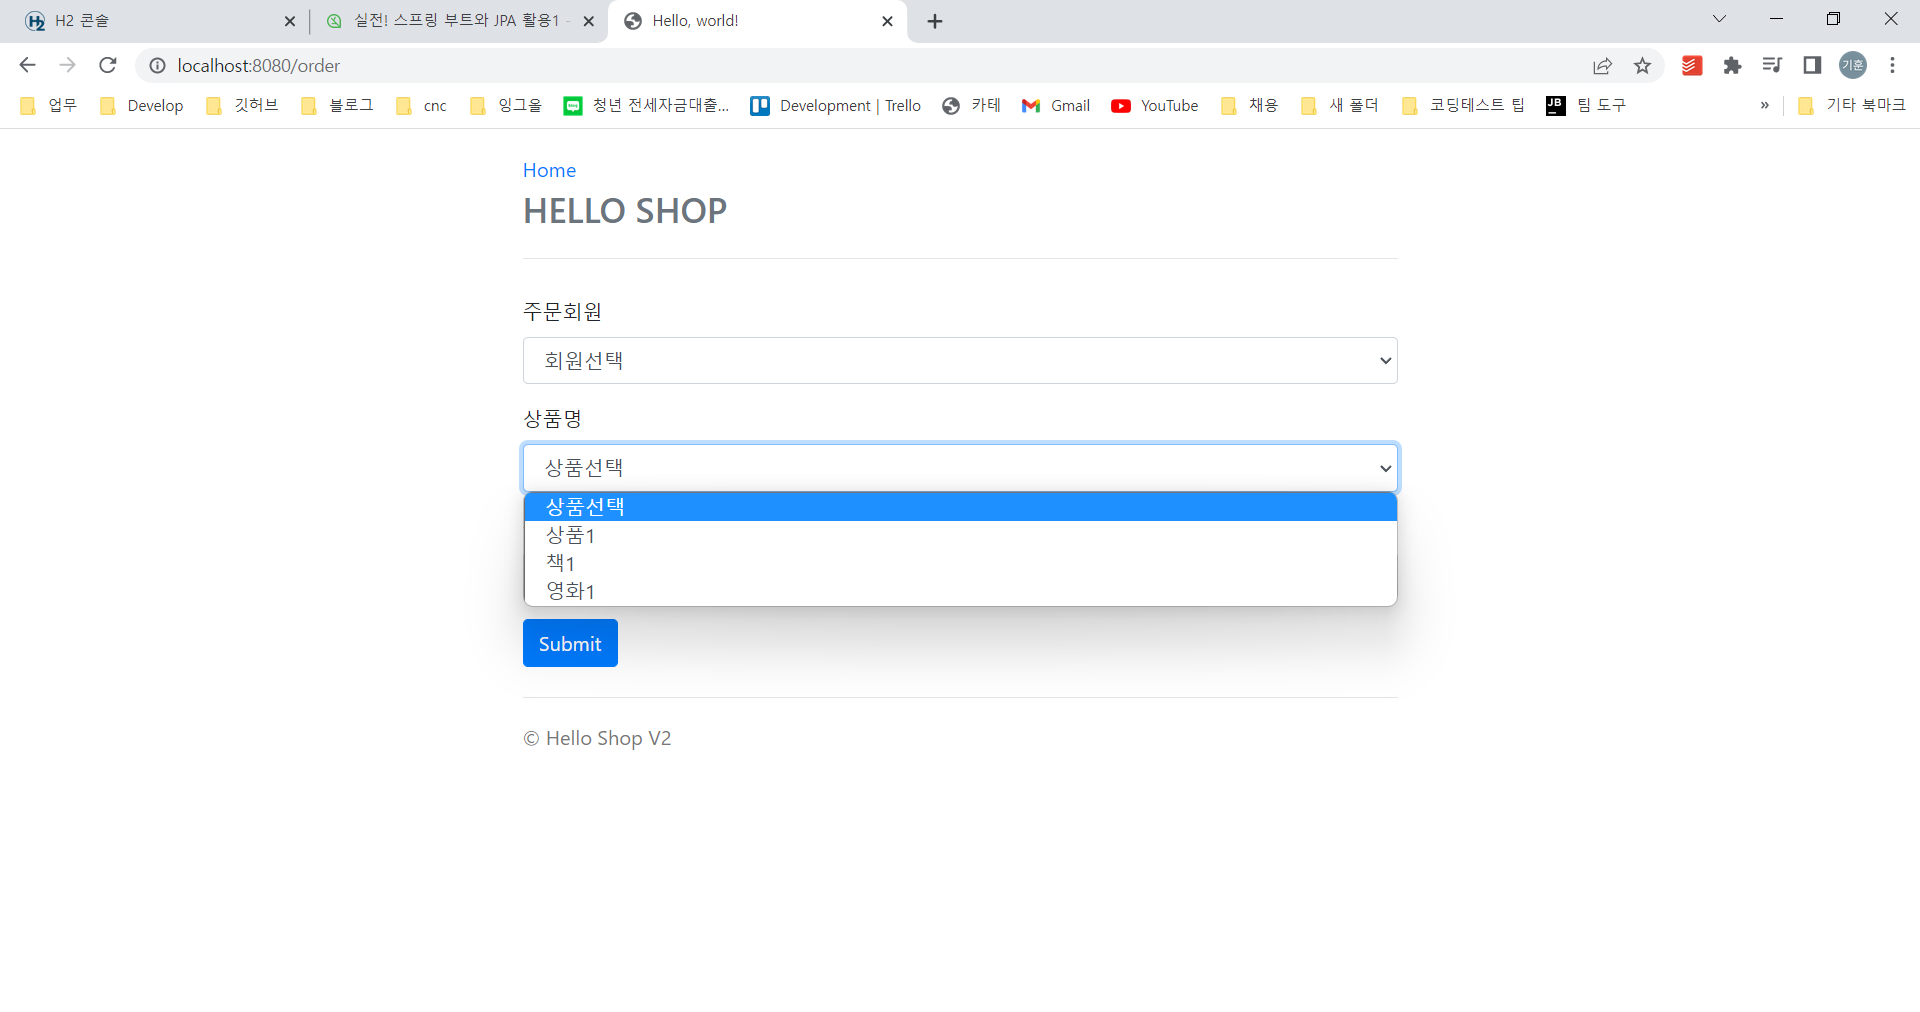 H2 콘솔
실전! 스프링 부트와 JPA 활용1 -
Hello, world!
localhost:8080/order
기훈
업무
Develop
깃허브
블로그
cnc
잉그올
청년 전세자금대출...
Development | Trello
카테
Gmail
YouTube
채용
새 폴더
코딩테스트 팁
JB
팀 도구
»
기타 북마크
Home
HELLO SHOP
주문회원
회원선택
상품명
상품선택
상품선택
상품1
책1
영화1
Submit
© Hello Shop V2